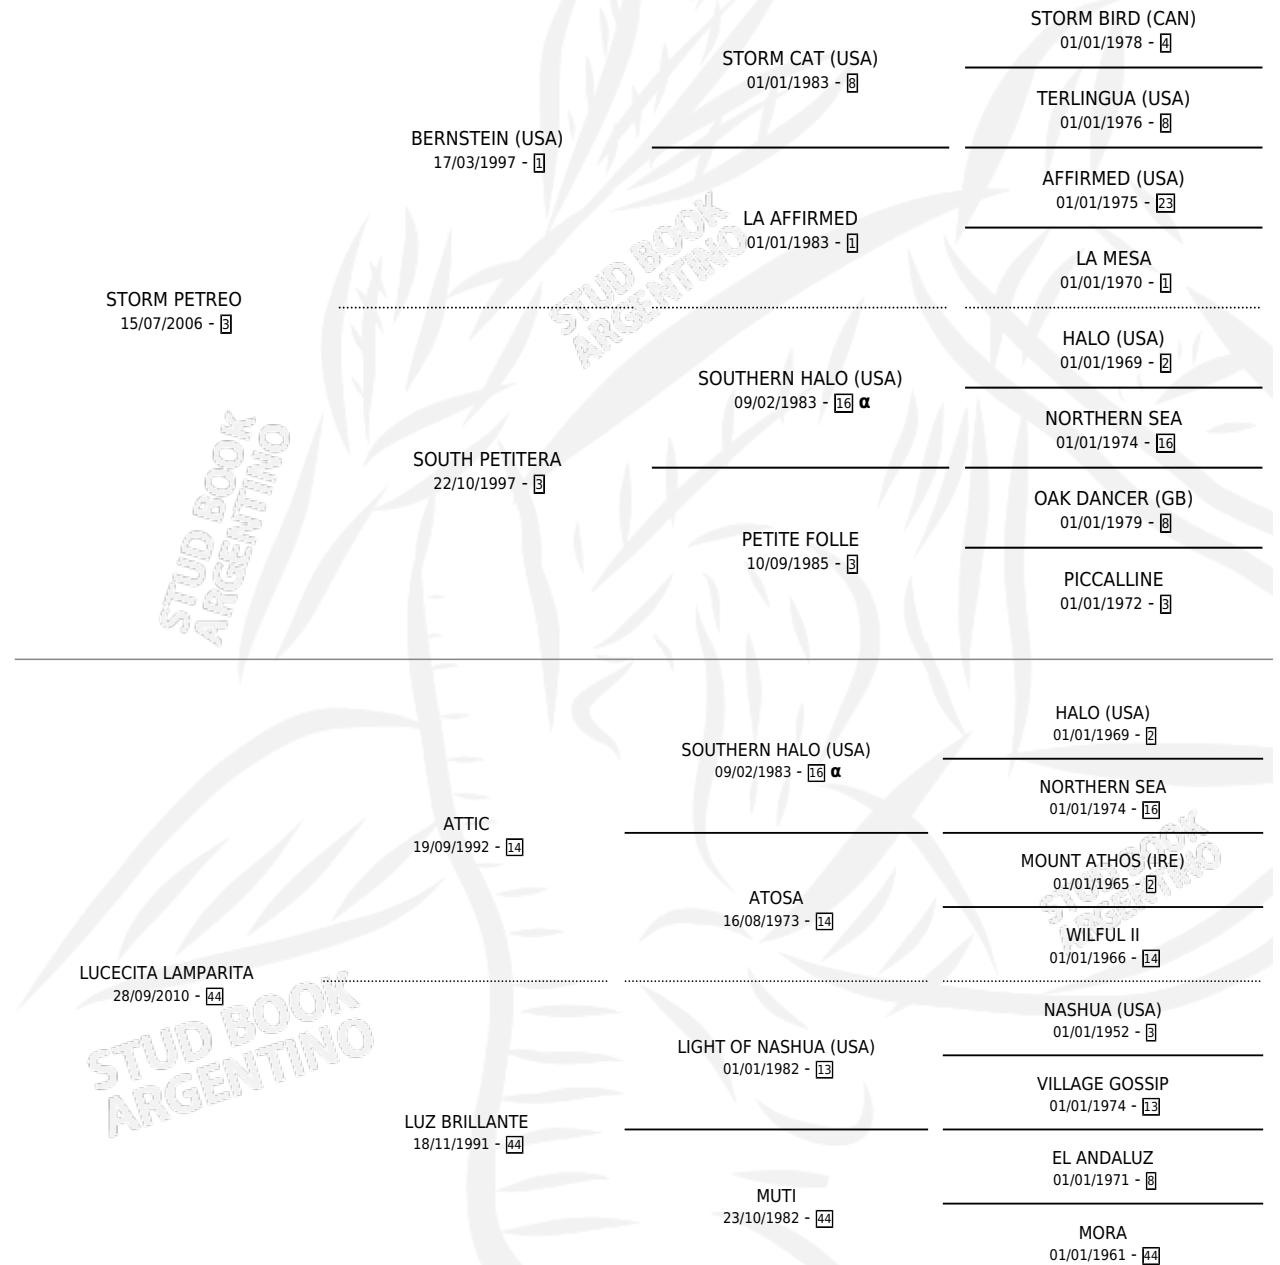 STORM BIRD (CAN)
01/01/1978 - 4
STORM CAT (USA)
01/01/1983 - 8
TERLINGUA (USA)
01/01/1976 - 8
BERNSTEIN (USA)
17/03/1997 - 1
AFFIRMED (USA)
01/01/1975 - 23
LA AFFIRMED
01/01/1983 - 1
LA MESA
01/01/1970 - 1
STORM PETREO
15/07/2006 - 3
HALO (USA)
01/01/1969 - 2
SOUTHERN HALO (USA)
09/02/1983 - 16 α
NORTHERN SEA
01/01/1974 - 16
SOUTH PETITERA
22/10/1997 - 3
OAK DANCER (GB)
01/01/1979 - 8
PETITE FOLLE
10/09/1985 - 3
PICCALLINE
01/01/1972 - 3
HALO (USA)
01/01/1969 - 2
SOUTHERN HALO (USA)
09/02/1983 - 16 α
NORTHERN SEA
01/01/1974 - 16
ATTIC
19/09/1992 - 14
MOUNT ATHOS (IRE)
01/01/1965 - 2
ATOSA
16/08/1973 - 14
WILFUL II
01/01/1966 - 14
LUCECITA LAMPARITA
28/09/2010 - 44
NASHUA (USA)
01/01/1952 - 3
LIGHT OF NASHUA (USA)
01/01/1982 - 13
VILLAGE GOSSIP
01/01/1974 - 13
LUZ BRILLANTE
18/11/1991 - 44
EL ANDALUZ
01/01/1971 - 8
MUTI
23/10/1982 - 44
MORA
01/01/1961 - 44
STUD BOOK
ARGENTINO
STUD BOOK
ARGENTINO
STUD BOOK
ARGENTINO
STUD BOOK
ARGENTINO